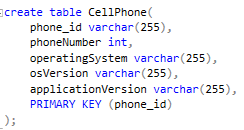 create table CellPhone(
phone_id varchar(255),
phoneNumber int,
operatingSystem varchar(255),
osVersion varchar(255),
applicationVersion varchar(255),
PRIMARY KEY (phone_id)
);